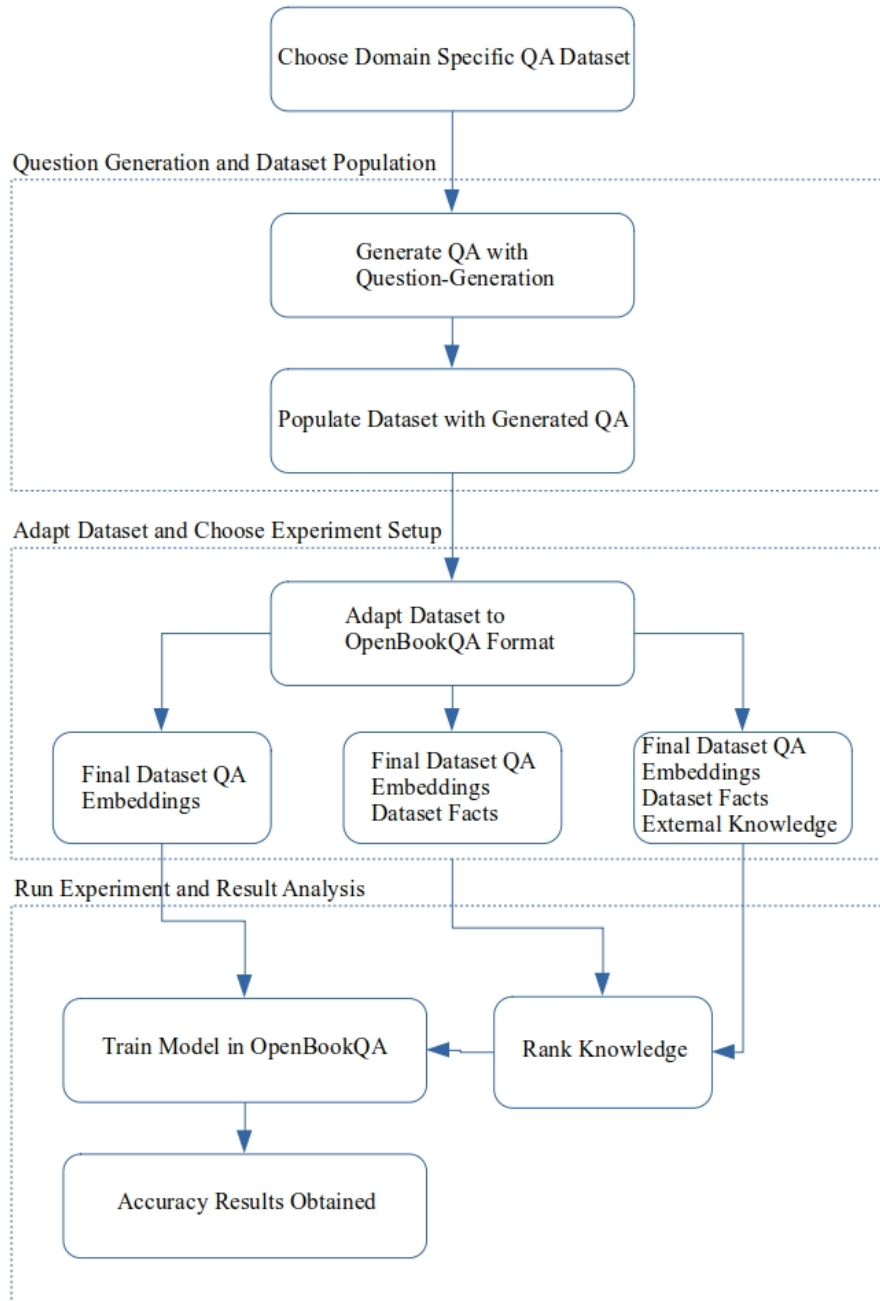 Choose Domain Specific QA Dataset
Question Generation and Dataset Population
Generate QA with
Question-Generation
Populate Dataset with Generated QA
Adapt Dataset and Choose Experiment Setup
Adapt Dataset to
OpenBookQA Format
Final Dataset QA
Embeddings
Final Dataset QA
Embeddings
Dataset Facts
Final Dataset QA
Embeddings
Dataset Facts
External Knowledge
Run Experiment and Result Analysis
Train Model in OpenBookQA
Rank Knowledge
Accuracy Results Obtained